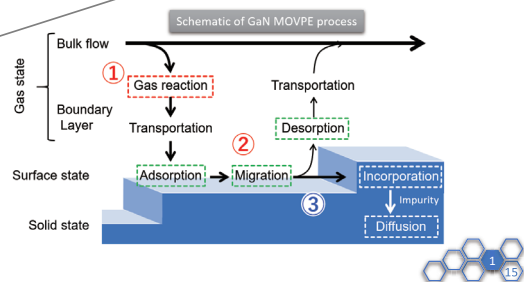 Schematic of GaN MOVPE process
Gas state
Bulk flow
①
Gas reaction
Transportation
Boundary
Layer
Transportation
Desorption
②
Surface state
Adsorption
Migration
Incorporation
③
Impurity
Solid state
Diffusion
1
15